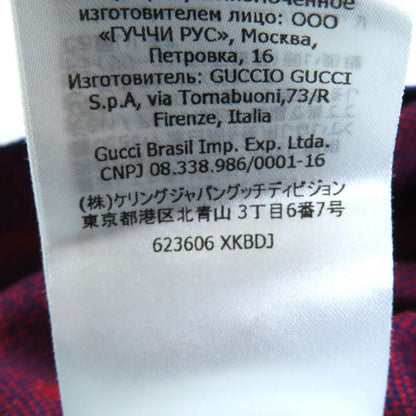 изготовителем лицо: ООО
«ГУЧЧИ РУС», Москва,
Петровка, 16
Изготовитель: GUCCIO GUCCI
S.p.A, via Tornabuoni,73/R
Firenze, Italia
Gucci Brasil Imp. Exp. Ltda.
CNPJ 08.338.986/0001-16
(株)ケリングジャパングッチディビジョン
東京都港区北青山 3丁目6番7号
623606 XKBDJ